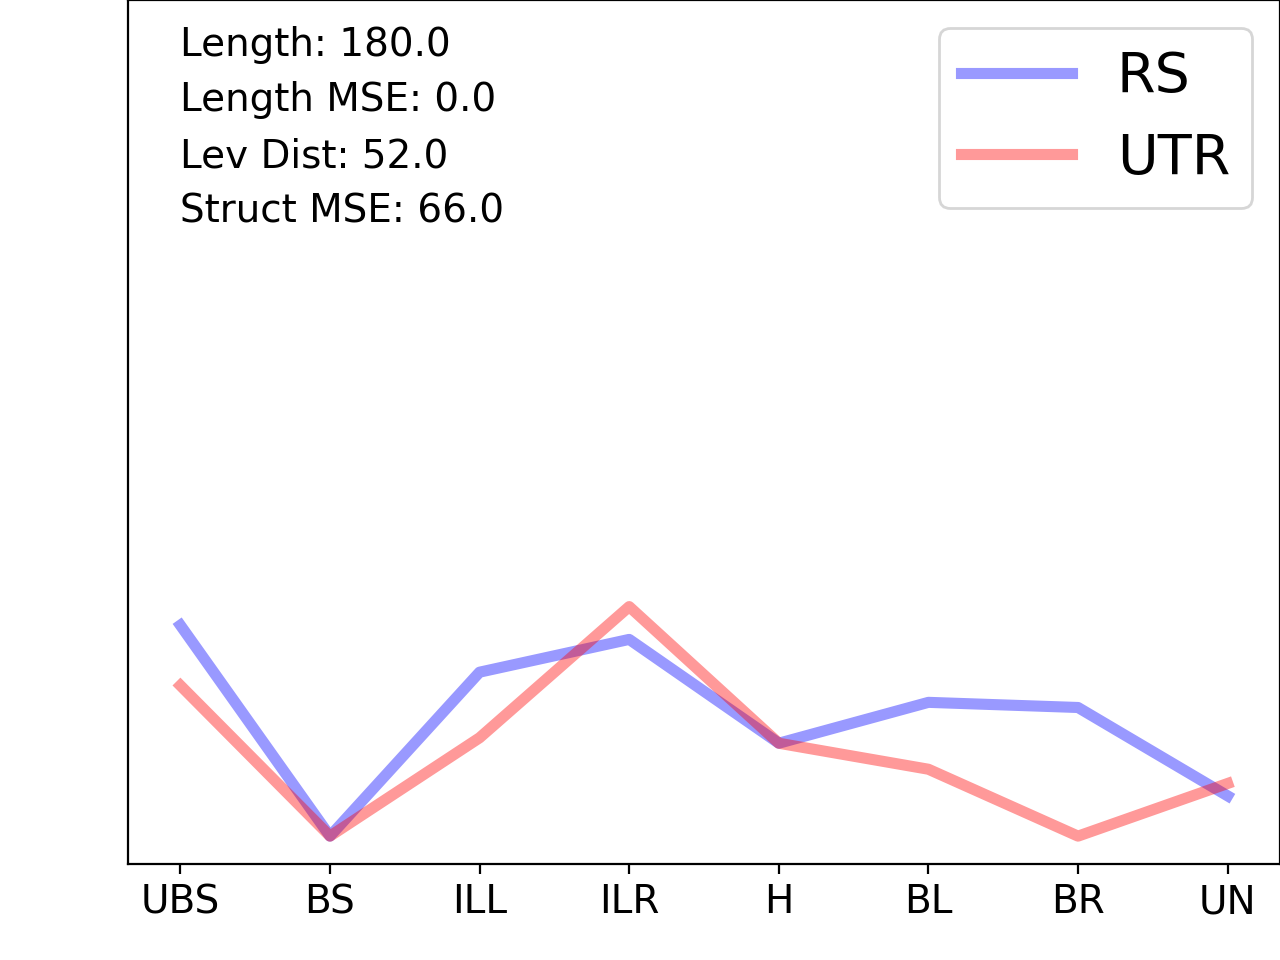 Length: 180.0
Length MSE: 0.0
Lev Dist: 52.0
Struct MSE: 66.0
RS
UTR
UBS BS ILL ILR H BL BR UN